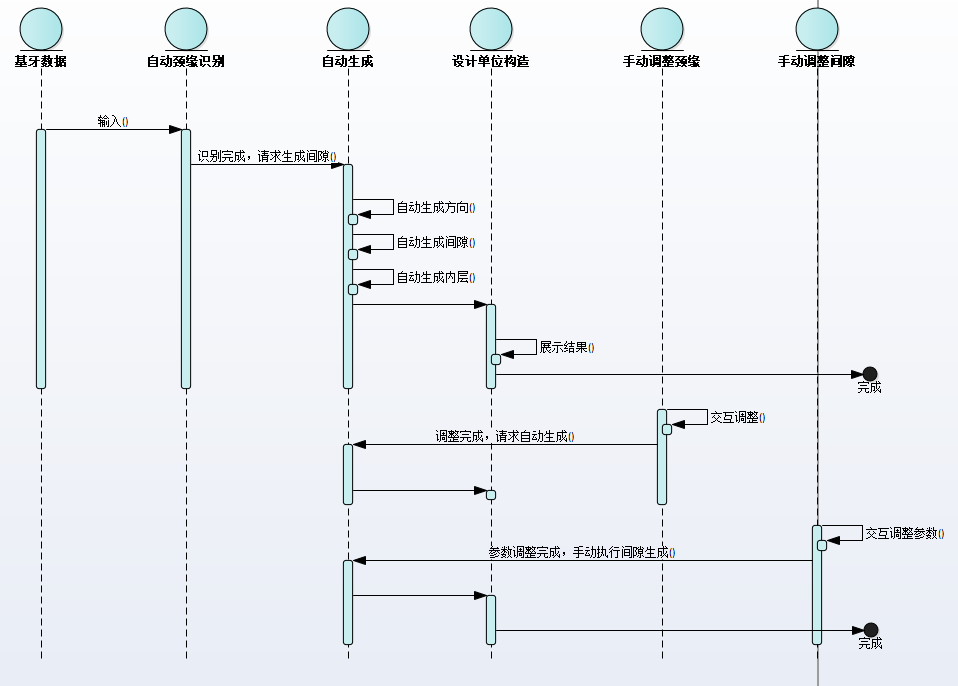 基牙数据
自动颈缘识别
自动生成
设计单位构造
手动调整颈缘
手动调整间隙
输入()
识别完成，请求生成间隙()
自动生成方向()
自动生成间隙()
自动生成内层()
展示结果()
完成
交互调整()
调整完成，请求自动生成()
交互调整参数()
参数调整完成，手动执行间隙生成()
完成